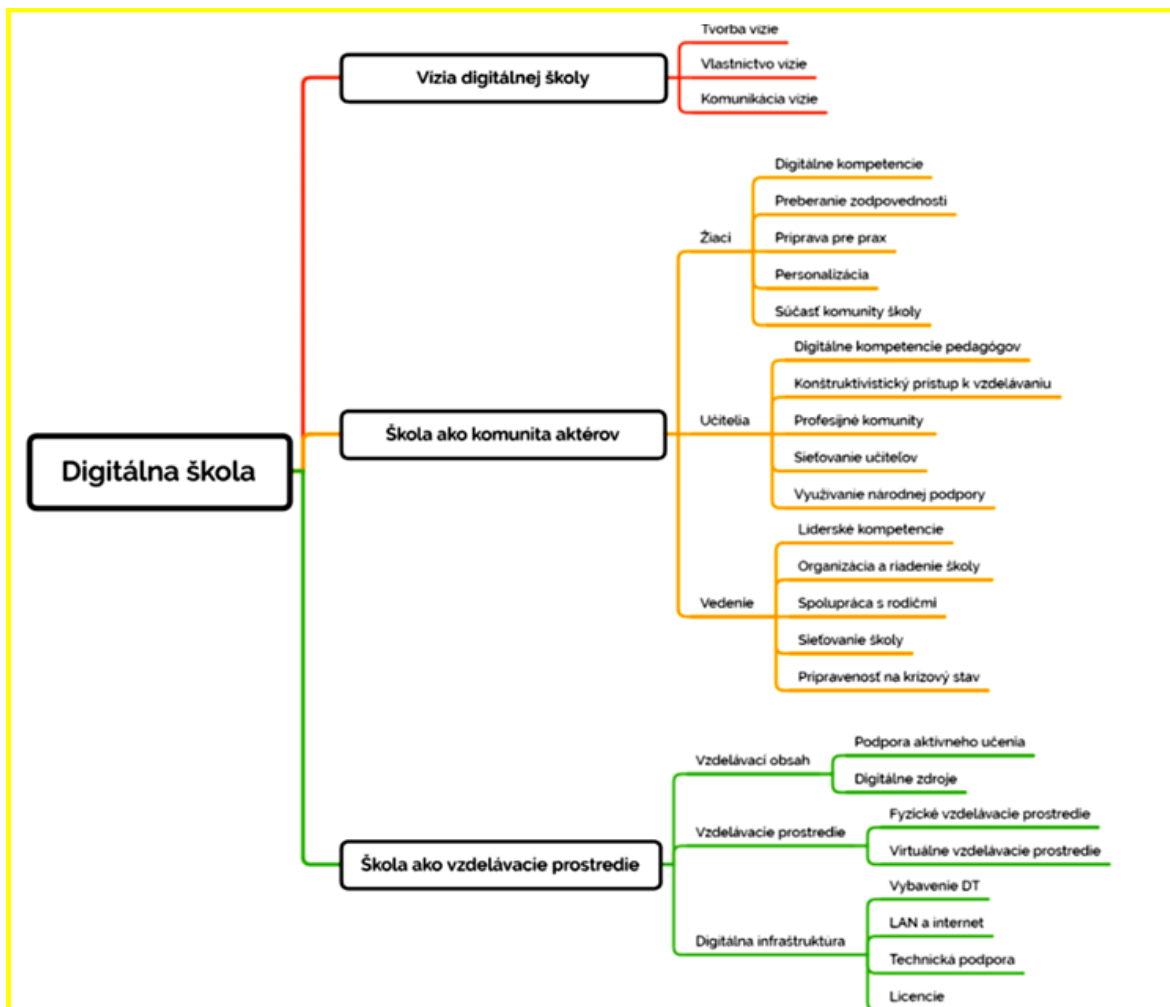 Digitálna škola
Vízia digitálnej školy
Tvorba vízie
Vlastníctvo vízie
Komunikácia vízie
Škola ako komunita aktérov
Žiaci
Digitálne kompetencie
Preberanie zodpovednosti
Príprava pre prax
Personalizácia
Súčasť komunity školy
Učitelia
Digitálne kompetencie pedagógov
Konštruktivistický prístup k vzdelávaniu
Profesijné komunity
Sieťovanie učiteľov
Využívanie národnej podpory
Vedenie
Líderské kompetencie
Organizácia a riadenie školy
Spolupráca s rodičmi
Sieťovanie školy
Pripravenosť na krízový stav
Škola ako vzdelávacie prostredie
Vzdelávací obsah
Podpora aktívneho učenia
Digitálne zdroje
Vzdelávacie prostredie
Fyzické vzdelávacie prostredie
Virtuálne vzdelávacie prostredie
Digitálna infraštruktúra
Vybavenie DT
LAN a internet
Technická podpora
Licencie